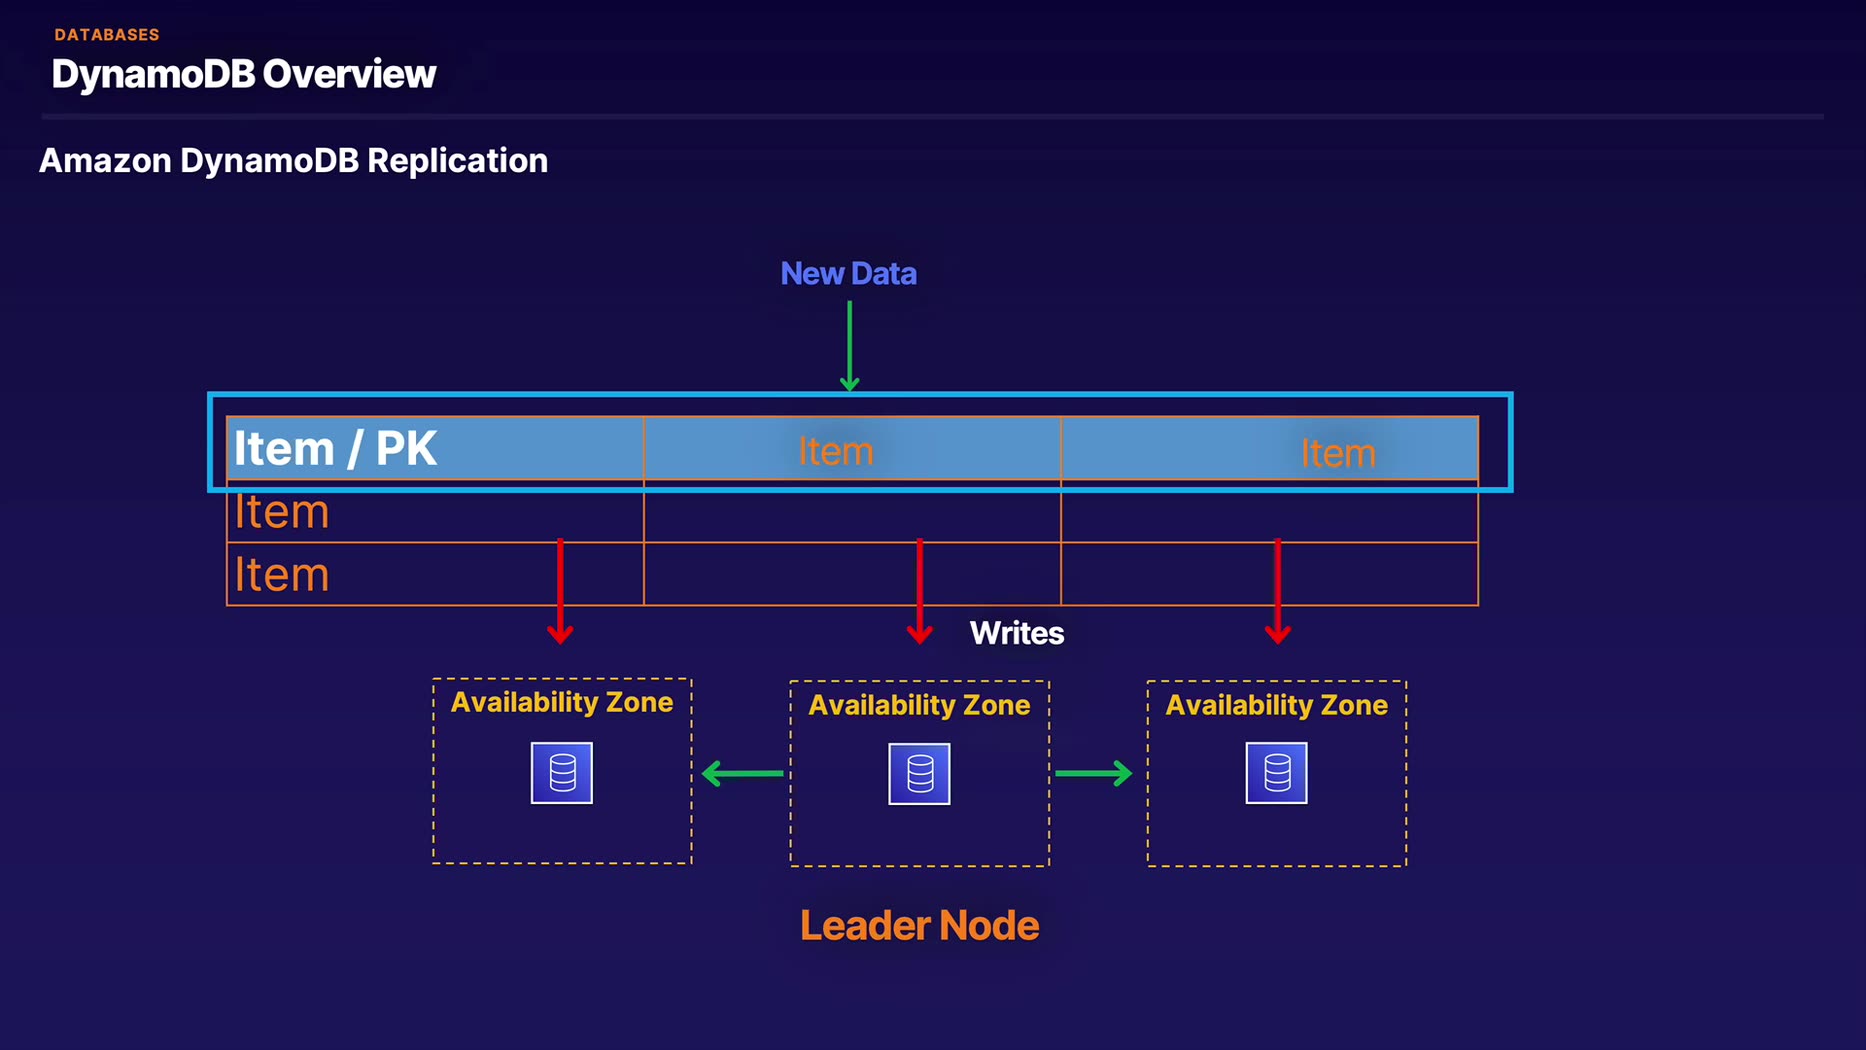 DATABASES
DynamoDB Overview
Amazon DynamoDB Replication
New Data
Item / PK Item Item
Item
Item
Writes
Availability Zone Availability Zone Availability Zone
Leader Node